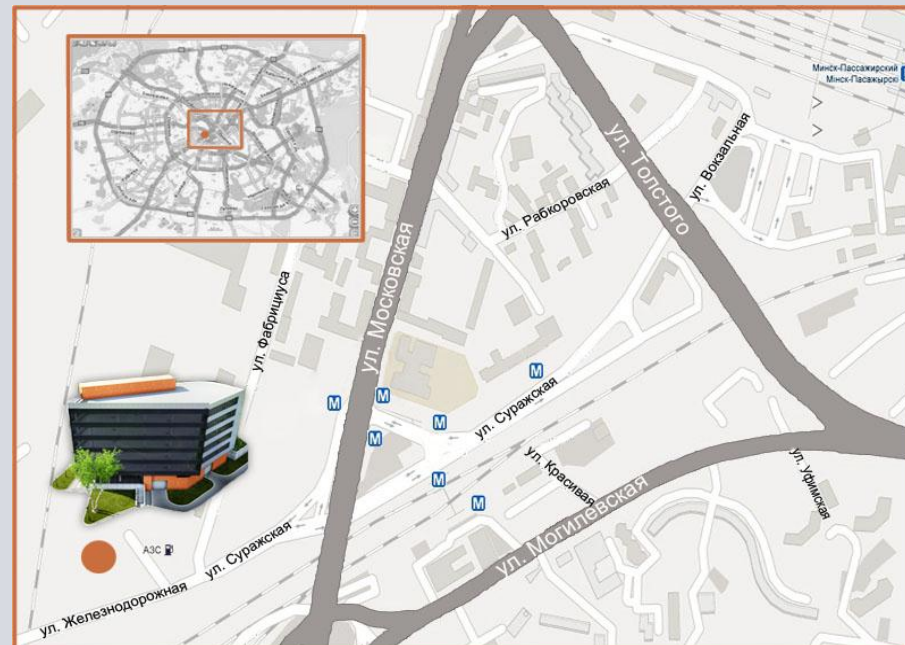 Минск-Пассажирский
Мінск-Пасажырскі
ул. Вокзальная
ул. Толстого
ул. Рабкоровская
ул. Московская
ул. Фабрициуса
M
M
M
M
M
M
M
ул. Суражская
ул. Красивая
ул. Уфимская
ул. Могилёвская
АЗС
ул. Суражская
ул. Железнодорожная